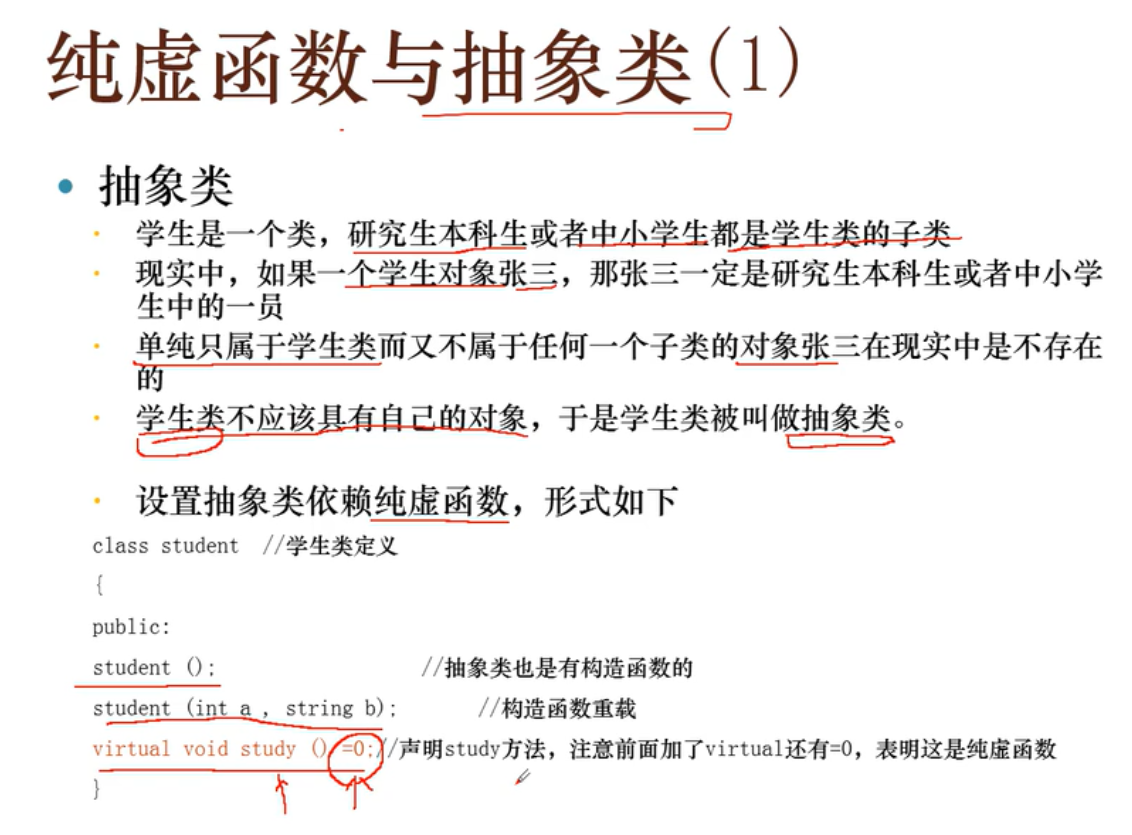 纯虚函数与抽象类(1)
• 抽象类
· 学生是一个类，研究生本科生或者中小学生都是学生类的子类
· 现实中，如果一个学生对象张三，那张三一定是研究生本科生或者中小学
生中的一员
· 单纯只属于学生类而又不属于任何一个子类的对象张三在现实中是不存在
的
· 学生类不应该具有自己的对象，于是学生类被叫做抽象类。
· 设置抽象类依赖纯虚函数，形式如下
class student //学生类定义
{
public:
student (); //抽象类也是有构造函数的
student (int a , string b); //构造函数重载
virtual void study () =0;//声明study方法，注意前面加了virtual还有=0，表明这是纯虚函数
}